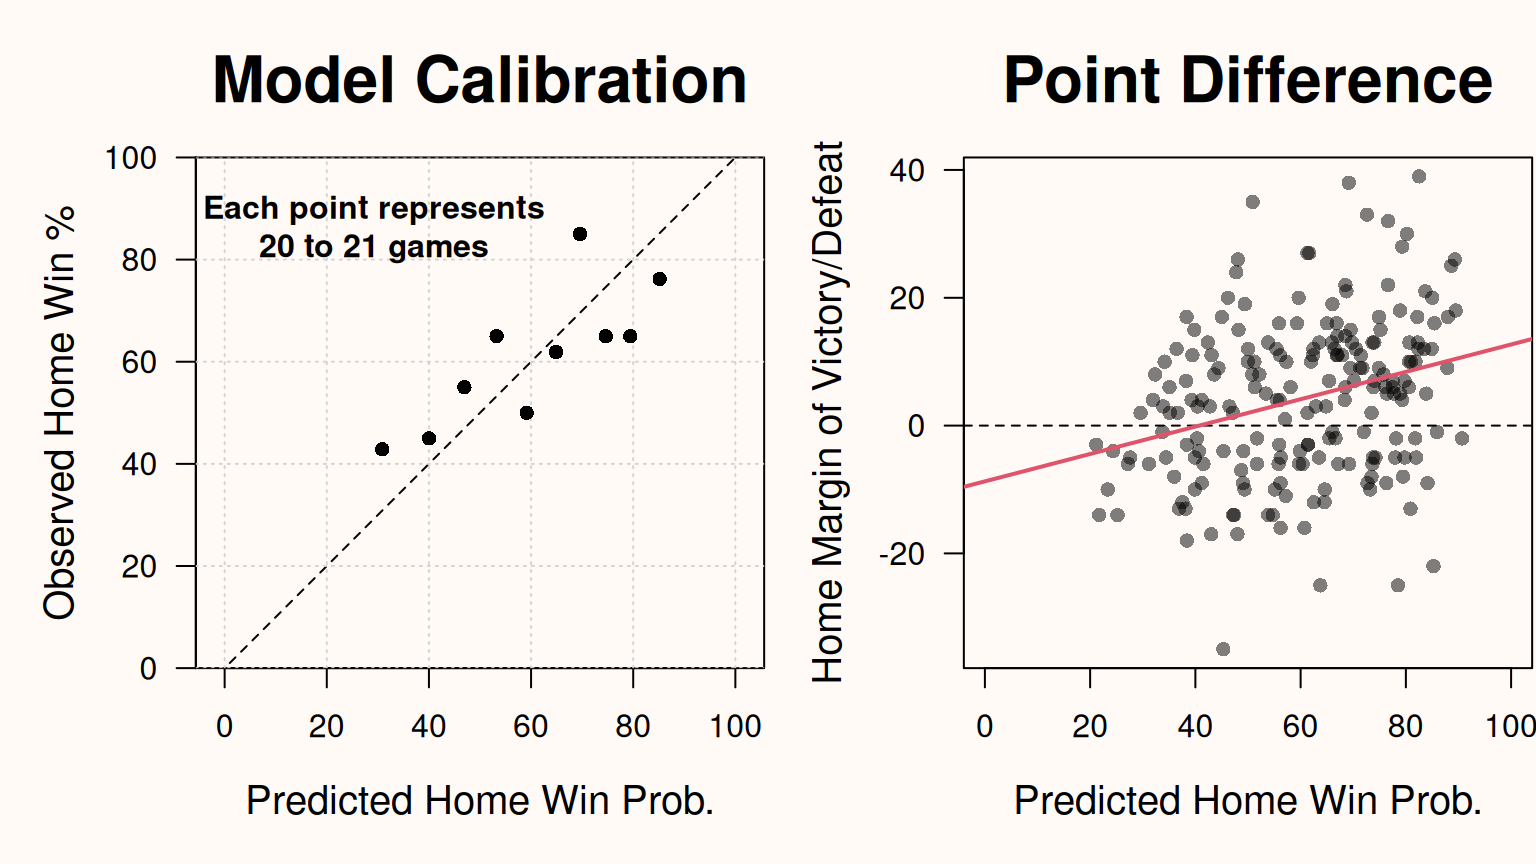 Model Calibration
Each point represents
20 to 21 games
Observed Home Win %
100
80
60
40
20
0
0 20 40 60 80 100
Predicted Home Win Prob.
Point Difference
Home Margin of Victory/Defeat
40
20
0
-20
0 20 40 60 80 100
Predicted Home Win Prob.